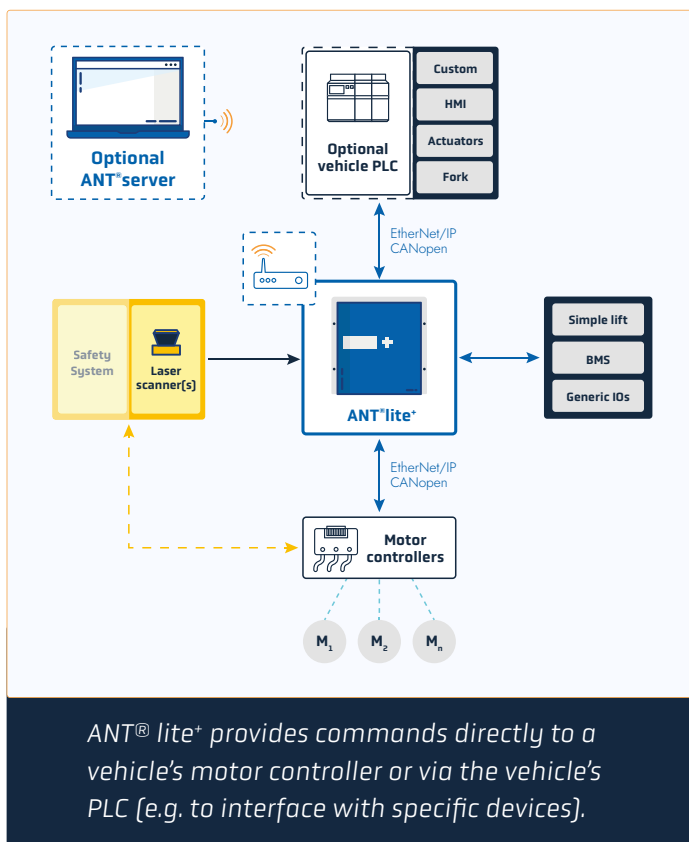 Optional
ANT® server
Optional
vehicle PLC
Custom
HMI
Actuators
Fork
EtherNet/IP
CANopen
Safety
System
Laser
scanner(s)
ANT® lite⁺
Simple lift
BMS
Generic IOs
EtherNet/IP
CANopen
Motor
controllers
M₁
M₂
Mₙ
ANT® lite⁺ provides commands directly to a
vehicle's motor controller or via the vehicle's
PLC (e.g. to interface with specific devices).